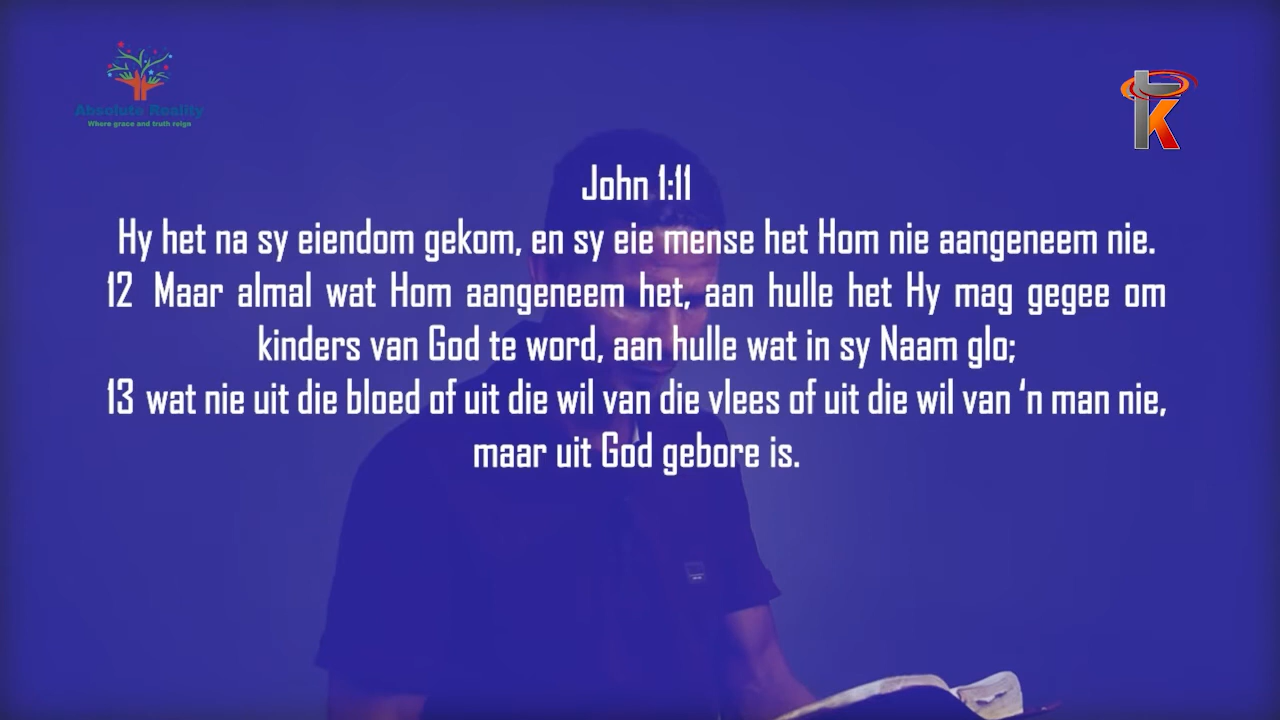 Absolute Reality
Where grace and truth reign
tk
John 1:11
Hy het na sy eiendom gekom, en sy eie mense het Hom nie aangeneem nie.
12 Maar almal wat Hom aangeneem het, aan hulle het Hy mag gegee om
kinders van God te word, aan hulle wat in sy Naam glo;
13 wat nie uit die bloed of uit die wil van die vlees of uit die wil van ‘n man nie,
maar uit God gebore is.